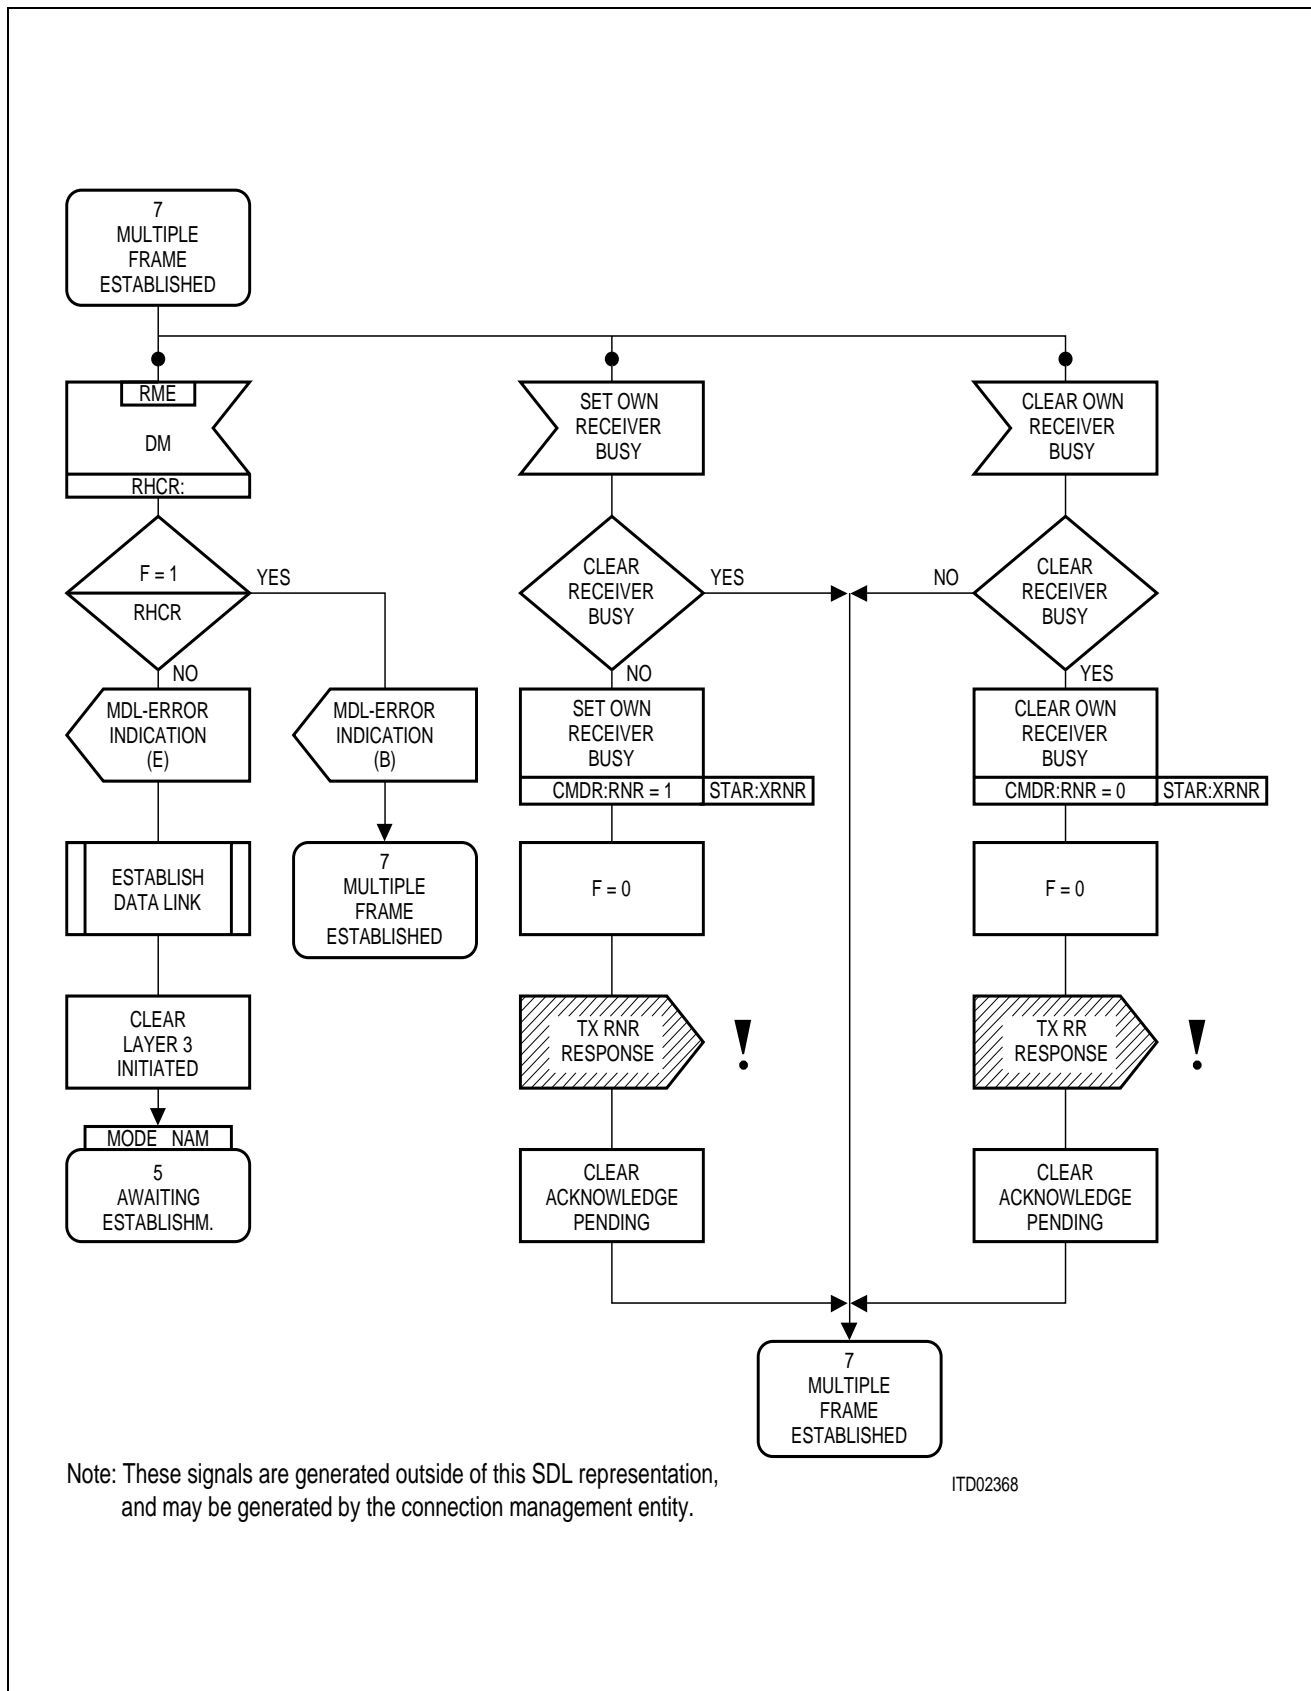 7
MULTIPLE
FRAME
ESTABLISHED
RME
DM
RHCR:
F = 1
RHCR
YES
NO
MDL-ERROR
INDICATION
(E)
ESTABLISH
DATA LINK
CLEAR
LAYER 3
INITIATED
MODE NAM
5
AWAITING
ESTABLISHM.
MDL-ERROR
INDICATION
(B)
7
MULTIPLE
FRAME
ESTABLISHED
SET OWN
RECEIVER
BUSY
CLEAR
RECEIVER
BUSY
YES
NO
SET OWN
RECEIVER
BUSY
CMDR:RNR = 1
STAR:XRNR
F = 0
TX RNR
RESPONSE
!
CLEAR
ACKNOWLEDGE
PENDING
CLEAR OWN
RECEIVER
BUSY
CLEAR
RECEIVER
BUSY
NO
YES
CLEAR OWN
RECEIVER
BUSY
CMDR:RNR = 0
STAR:XRNR
F = 0
TX RR
RESPONSE
!
CLEAR
ACKNOWLEDGE
PENDING
7
MULTIPLE
FRAME
ESTABLISHED
Note: These signals are generated outside of this SDL representation,
and may be generated by the connection management entity.
ITD02368